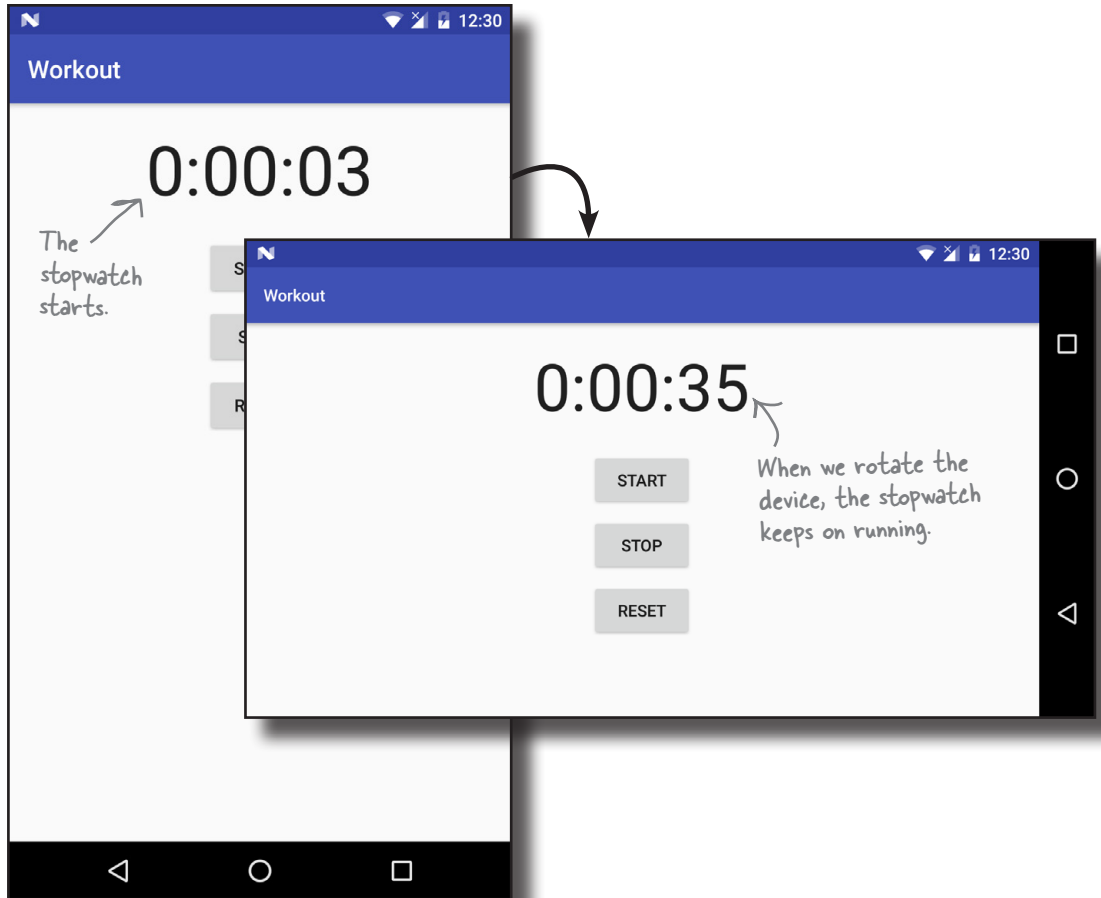 12:30
Workout
0:00:03
The
stopwatch
starts.
S
S
R
12:30
Workout
0:00:35
START
STOP
RESET
When we rotate the
device, the stopwatch
keeps on running.